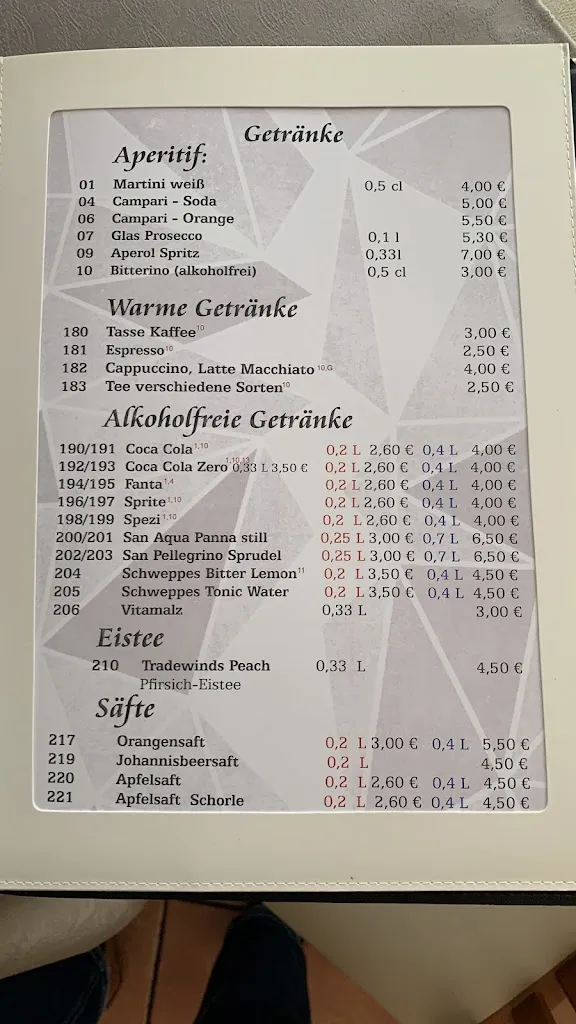 Getränke
Aperitif:
01 Martini weiß 0,5 cl 4,00 €
04 Campari - Soda 5,00 €
06 Campari - Orange 5,50 €
07 Glas Prosecco 0,1 l 5,30 €
09 Aperol Spritz 0,33l 7,00 €
10 Bitterino (alkoholfrei) 0,5 cl 3,00 €
Warme Getränke
180 Tasse Kaffee¹⁰ 3,00 €
181 Espresso¹⁰ 2,50 €
182 Cappuccino, Latte Macchiato ¹⁰,G 4,00 €
183 Tee verschiedene Sorten¹⁰ 2,50 €
Alkoholfreie Getränke
190/191 Coca Cola¹,¹⁰ 0,2 L 2,60 € 0,4 L 4,00 €
192/193 Coca Cola Zero ¹,¹⁰,¹³ 0,33 L 3,50 € 0,2 L 2,60 € 0,4 L 4,00 €
194/195 Fanta¹,⁴ 0,2 L 2,60 € 0,4 L 4,00 €
196/197 Sprite¹,¹⁰ 0,2 L 2,60 € 0,4 L 4,00 €
198/199 Spezi¹,¹⁰ 0,2 L 2,60 € 0,4 L 4,00 €
200/201 San Aqua Panna still 0,25 L 3,00 € 0,7 L 6,50 €
202/203 San Pellegrino Sprudel 0,25 L 3,00 € 0,7 L 6,50 €
204 Schweppes Bitter Lemon¹¹ 0,2 L 3,50 € 0,4 L 4,50 €
205 Schweppes Tonic Water 0,2 L 3,50 € 0,4 L 4,50 €
206 Vitamalz 0,33 L 3,00 €
Eistee
210 Tradewinds Peach 0,33 L 4,50 €
Pfirsich-Eistee
Säfte
217 Orangensaft 0,2 L 3,00 € 0,4 L 5,50 €
219 Johannisbeersaft 0,2 L 4,50 €
220 Apfelsaft 0,2 L 2,60 € 0,4 L 4,50 €
221 Apfelsaft Schorle 0,2 L 2,60 € 0,4 L 4,50 €